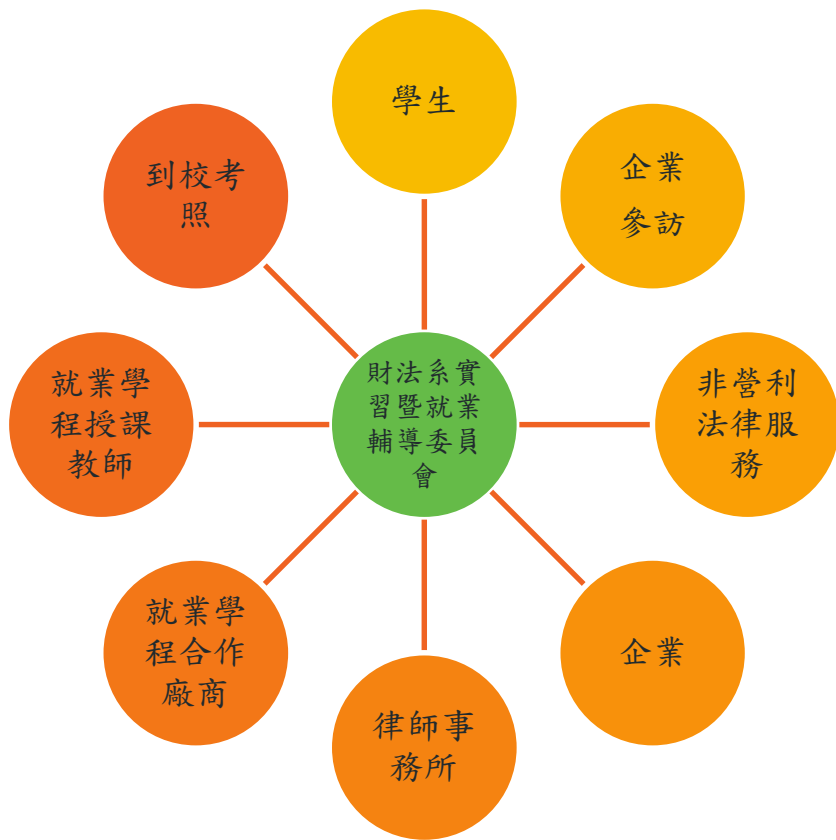 學生
企業
參訪
非營利
法律服
務
企業
律師事
務所
就業學
程合作
廠商
就業學
程授課
教師
到校考
照
財法系實
習暨就業
輔導委員
會